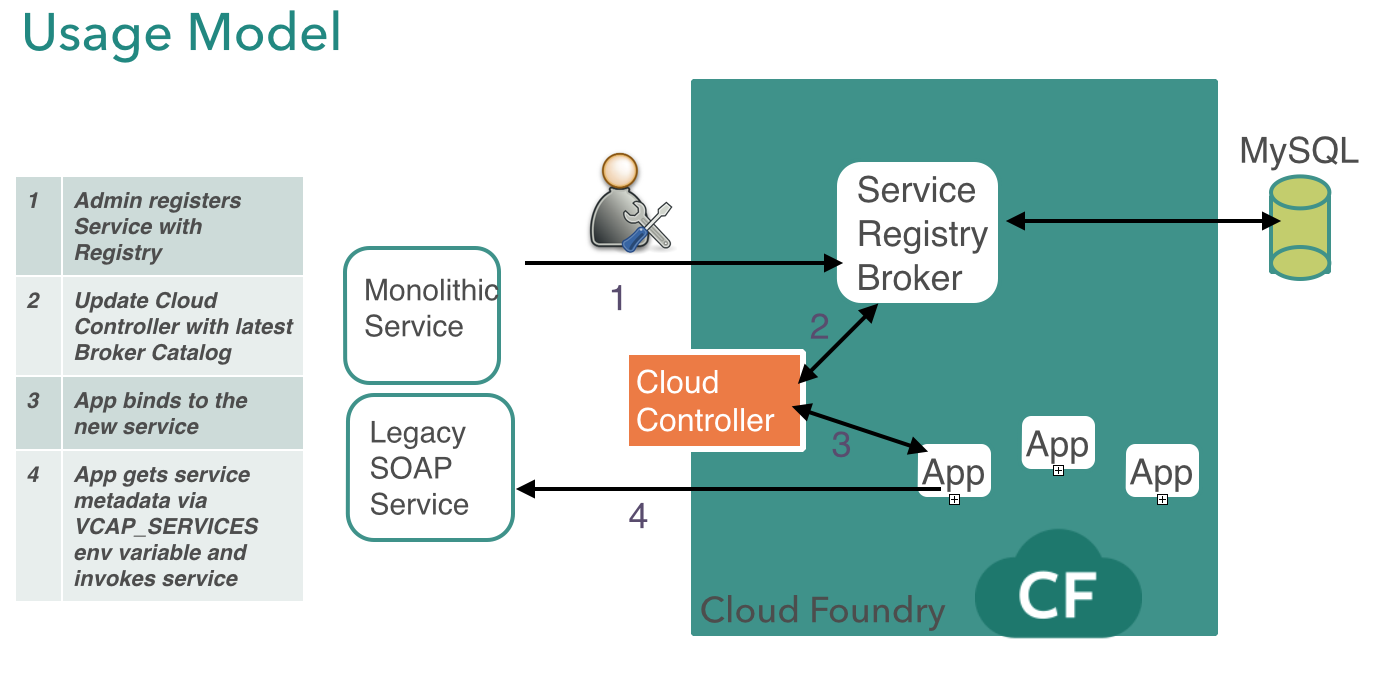 Usage Model
1
Admin registers
Service with
Registry
2
Update Cloud
Controller with latest
Broker Catalog
3
App binds to the
new service
4
App gets service
metadata via
VCAP_SERVICES
env variable and
invokes service
Monolithic
Service
Legacy
SOAP
Service
1
Service
Registry
Broker
MySQL
2
Cloud
Controller
3
App
App
App
4
Cloud Foundry
CF